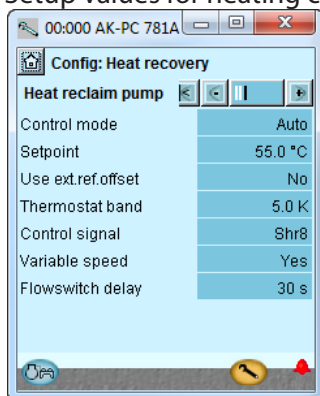 Setup values for heating c
00:000 AK-PC 781A
Config: Heat recovery
Heat reclaim pump
Control mode Auto
Setpoint 55.0 °C
Use ext.ref.offset No
Thermostat band 5.0 K
Control signal Shr8
Variable speed Yes
Flowswitch delay 30 s